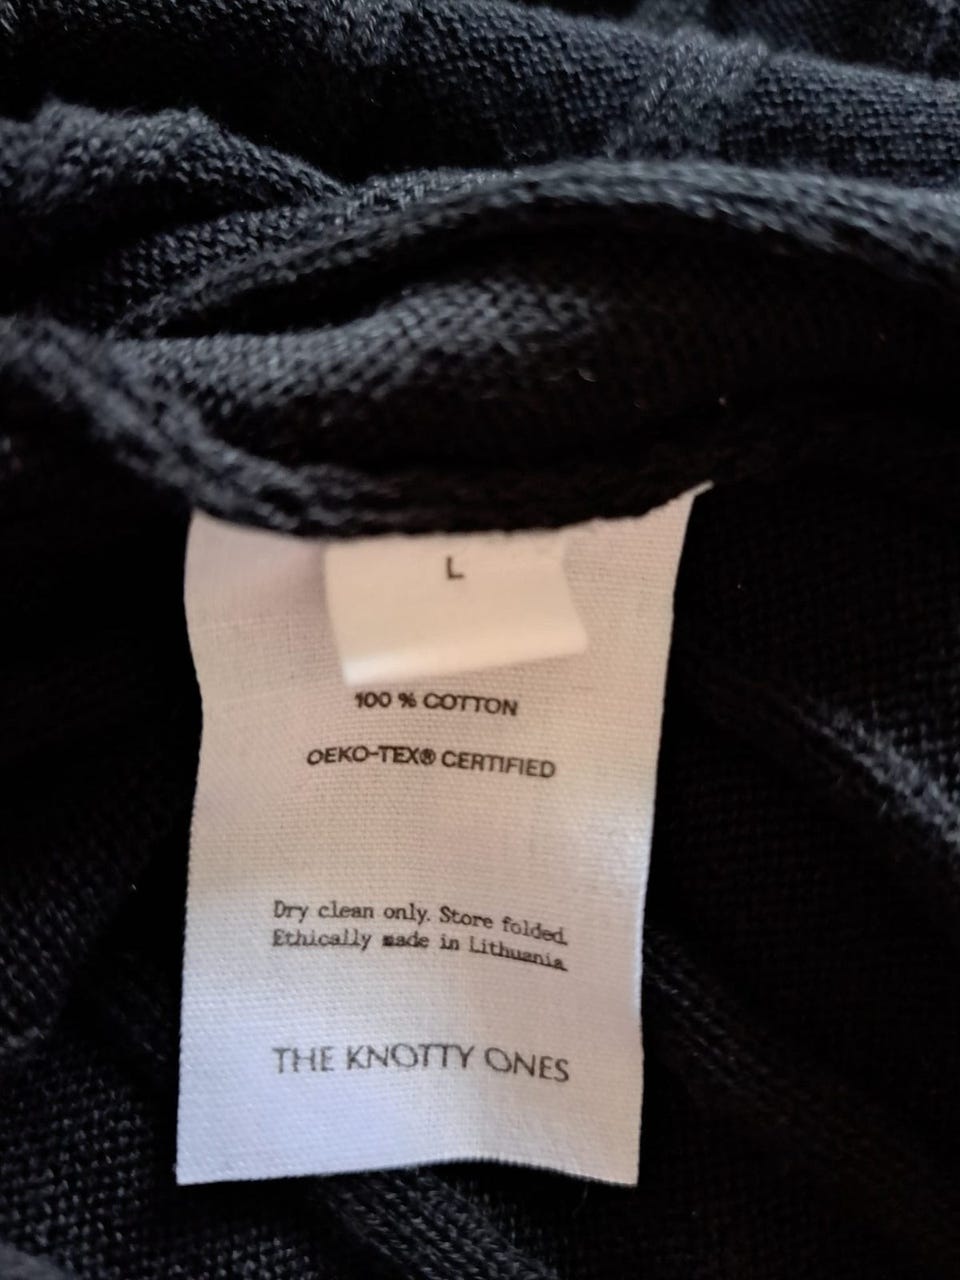 L
100 % COTTON
OEKO-TEX® CERTIFIED
Dry clean only. Store folded.
Ethically made in Lithuania.
THE KNOTTY ONES